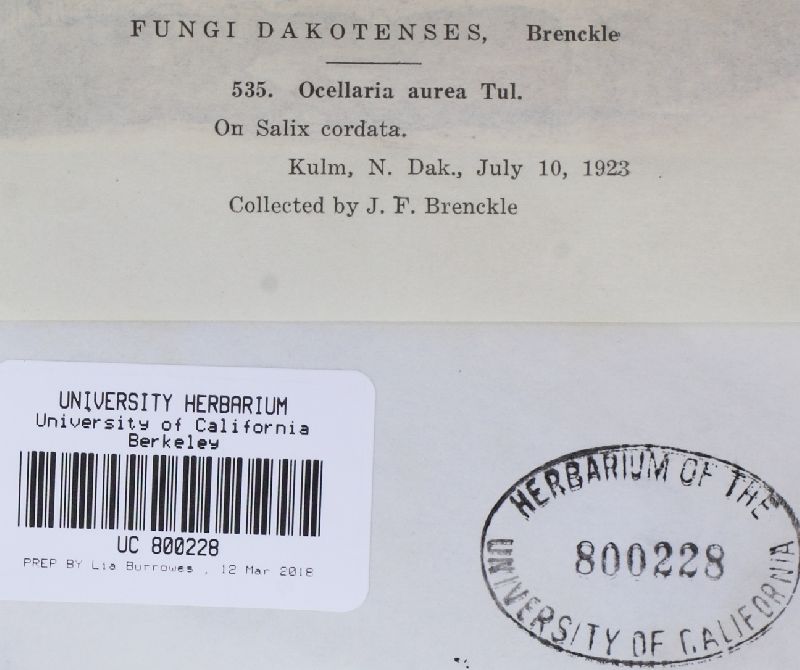 FUNGI DAKOTENSES, Brenckle
535. Ocellaria aurea Tul.
On Salix cordata.
Kulm, N. Dak., July 10, 1923
Collected by J. F. Brenckle
UNIVERSITY HERBARIUM
University of California
Berkeley
UC 800228
PREP BY Lia Burrowes , 12 Mar 2018
HERBARIUM OF THE
800228
UNIVERSITY OF CALIFORNIA